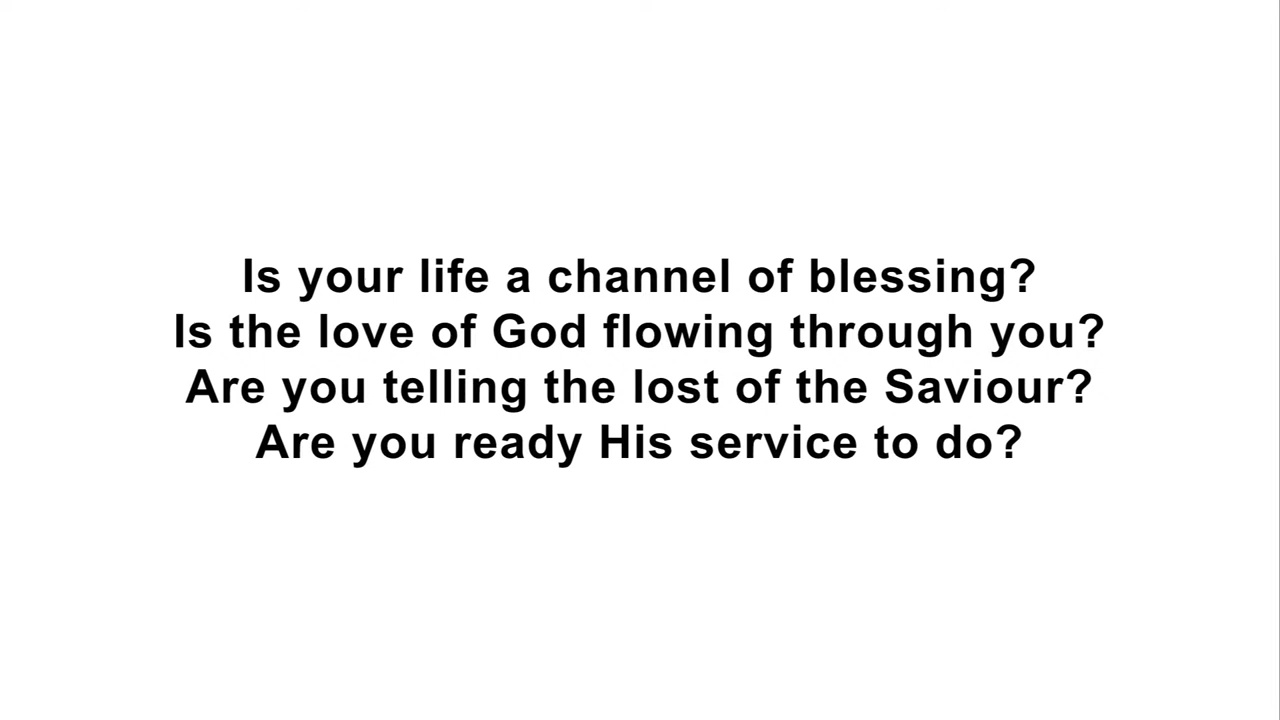 Is your life a channel of blessing?
Is the love of God flowing through you?
Are you telling the lost of the Saviour?
Are you ready His service to do?